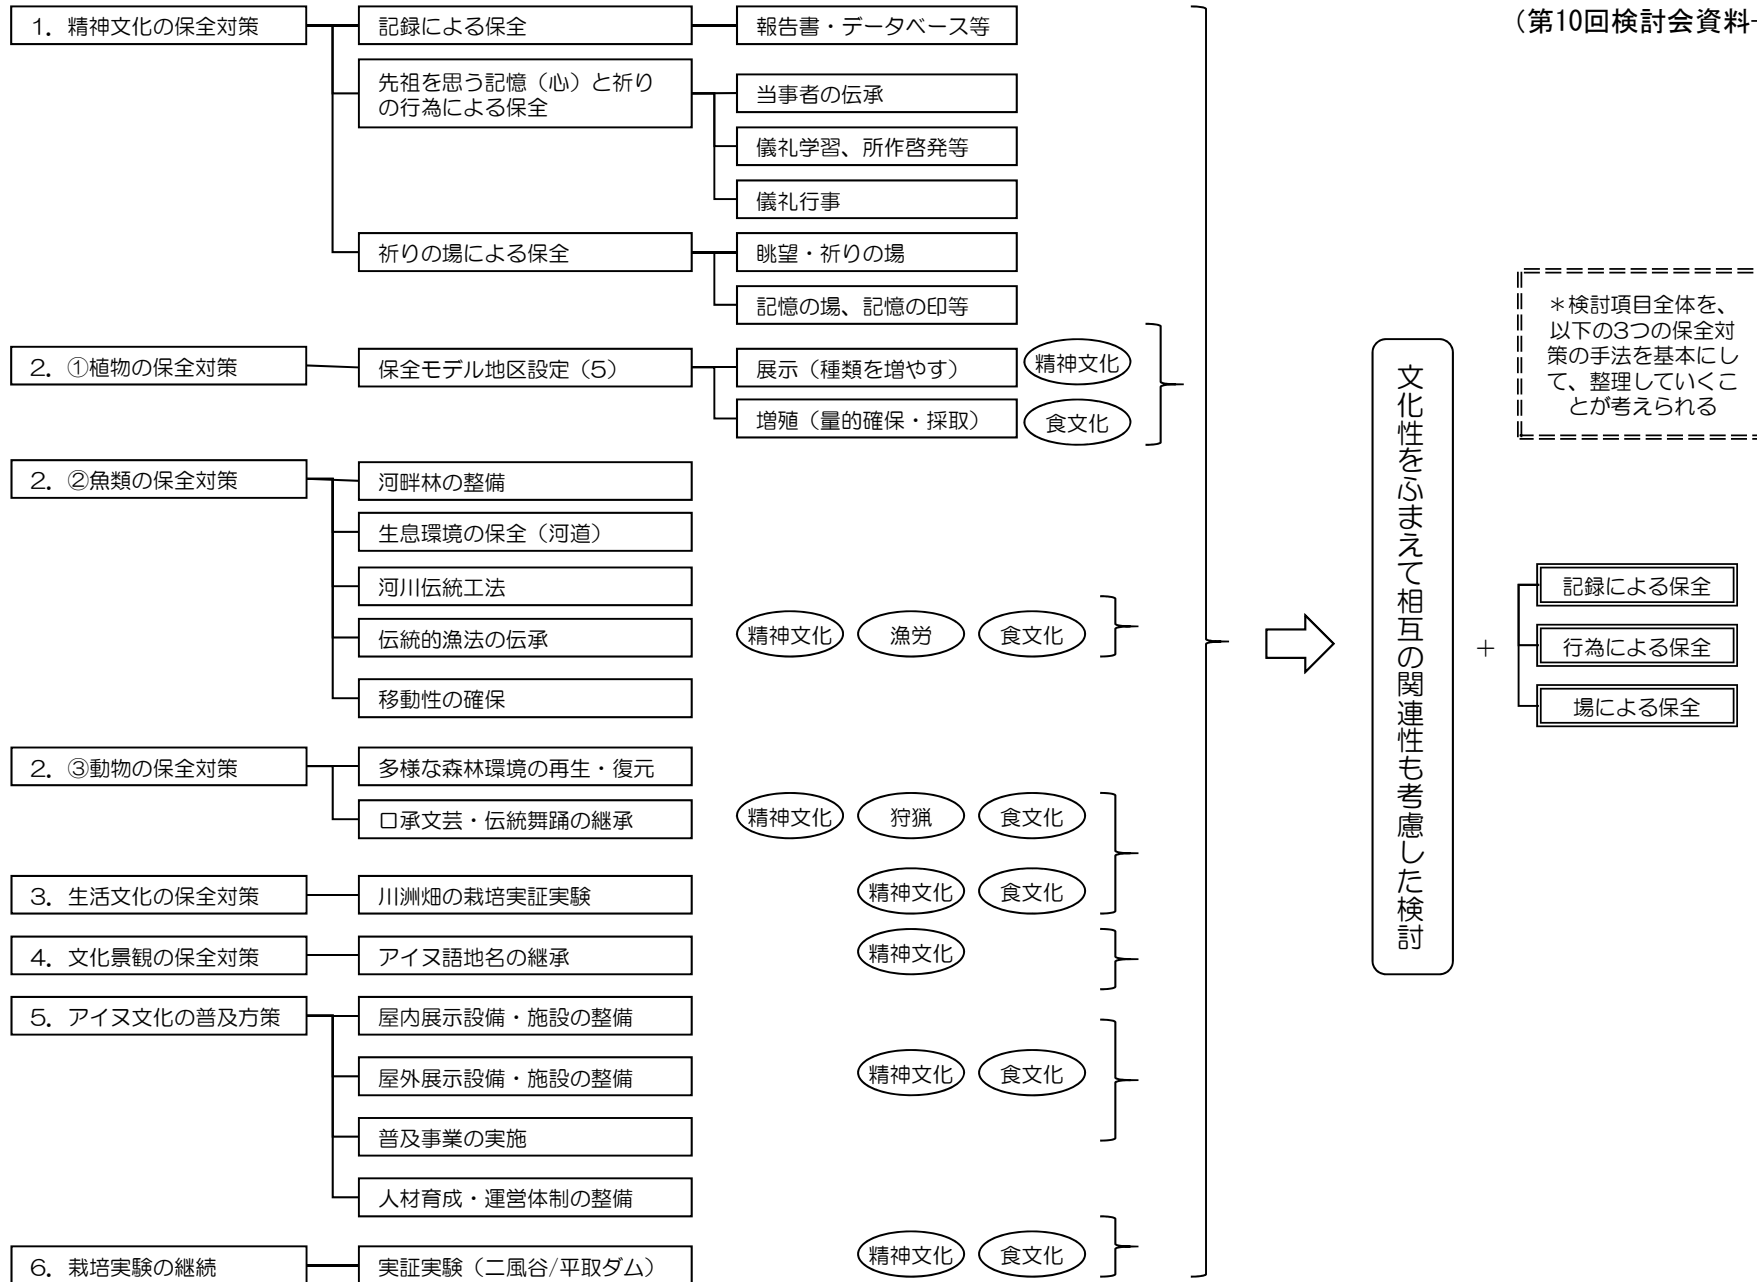 （第10回検討会資料-
1．精神文化の保全対策
記録による保全
報告書・データベース等
先祖を思う記憶（心）と祈り
の行為による保全
当事者の伝承
儀礼学習、所作啓発等
儀礼行事
祈りの場による保全
眺望・祈りの場
記憶の場、記憶の印等
2．①植物の保全対策
保全モデル地区設定（5）
展示（種類を増やす）
精神文化
増殖（量的確保・採取）
食文化
2．②魚類の保全対策
河畔林の整備
生息環境の保全（河道）
河川伝統工法
伝統的漁法の伝承
精神文化
漁労
食文化
移動性の確保
2．③動物の保全対策
多様な森林環境の再生・復元
口承文芸・伝統舞踊の継承
精神文化
狩猟
食文化
3．生活文化の保全対策
川洲畑の栽培実証実験
精神文化
食文化
4．文化景観の保全対策
アイヌ語地名の継承
精神文化
5．アイヌ文化の普及方策
屋内展示設備・施設の整備
屋外展示設備・施設の整備
精神文化
食文化
普及事業の実施
人材育成・運営体制の整備
6．栽培実験の継続
実証実験（二風谷/平取ダム）
精神文化
食文化
文化性をふまえて相互の関連性も考慮した検討
＊検討項目全体を、
以下の3つの保全対
策の手法を基本にし
て、整理していくこ
とが考えられる
＋
記録による保全
行為による保全
場による保全